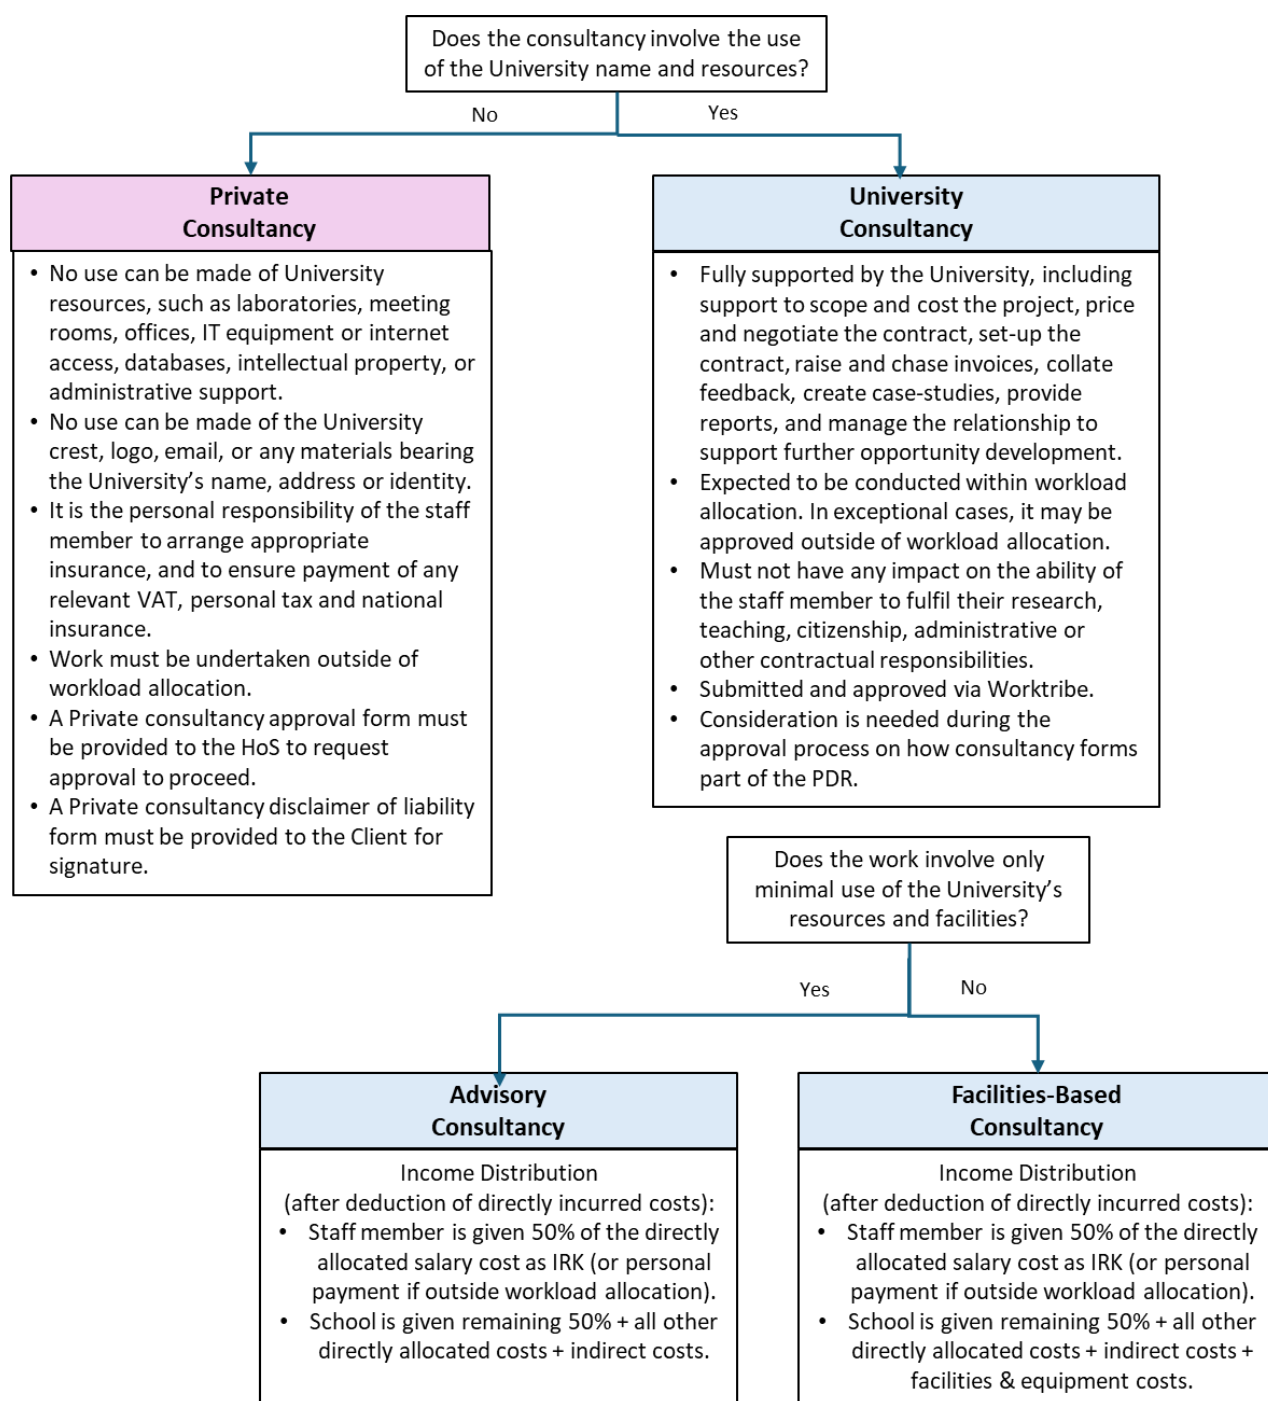 Does the consultancy involve the use
of the University name and resources?
No
Yes
Private
Consultancy
• No use can be made of University
resources, such as laboratories, meeting
rooms, offices, IT equipment or internet
access, databases, intellectual property, or
administrative support.
• No use can be made of the University
crest, logo, email, or any materials bearing
the University’s name, address or identity.
• It is the personal responsibility of the staff
member to arrange appropriate
insurance, and to ensure payment of any
relevant VAT, personal tax and national
insurance.
• Work must be undertaken outside of
workload allocation.
• A Private consultancy approval form must
be provided to the HoS to request
approval to proceed.
• A Private consultancy disclaimer of liability
form must be provided to the Client for
signature.
University
Consultancy
• Fully supported by the University, including
support to scope and cost the project, price
and negotiate the contract, set-up the
contract, raise and chase invoices, collate
feedback, create case-studies, provide
reports, and manage the relationship to
support further opportunity development.
• Expected to be conducted within workload
allocation. In exceptional cases, it may be
approved outside of workload allocation.
• Must not have any impact on the ability of
the staff member to fulfil their research,
teaching, citizenship, administrative or
other contractual responsibilities.
• Submitted and approved via Worktribe.
• Consideration is needed during the
approval process on how consultancy forms
part of the PDR.
Does the work involve only
minimal use of the University’s
resources and facilities?
Yes
No
Advisory
Consultancy
Income Distribution
(after deduction of directly incurred costs):
• Staff member is given 50% of the directly
allocated salary cost as IRK (or personal
payment if outside workload allocation).
• School is given remaining 50% + all other
directly allocated costs + indirect costs.
Facilities-Based
Consultancy
Income Distribution
(after deduction of directly incurred costs):
• Staff member is given 50% of the directly
allocated salary cost as IRK (or personal
payment if outside workload allocation).
• School is given remaining 50% + all other
directly allocated costs + indirect costs +
facilities & equipment costs.